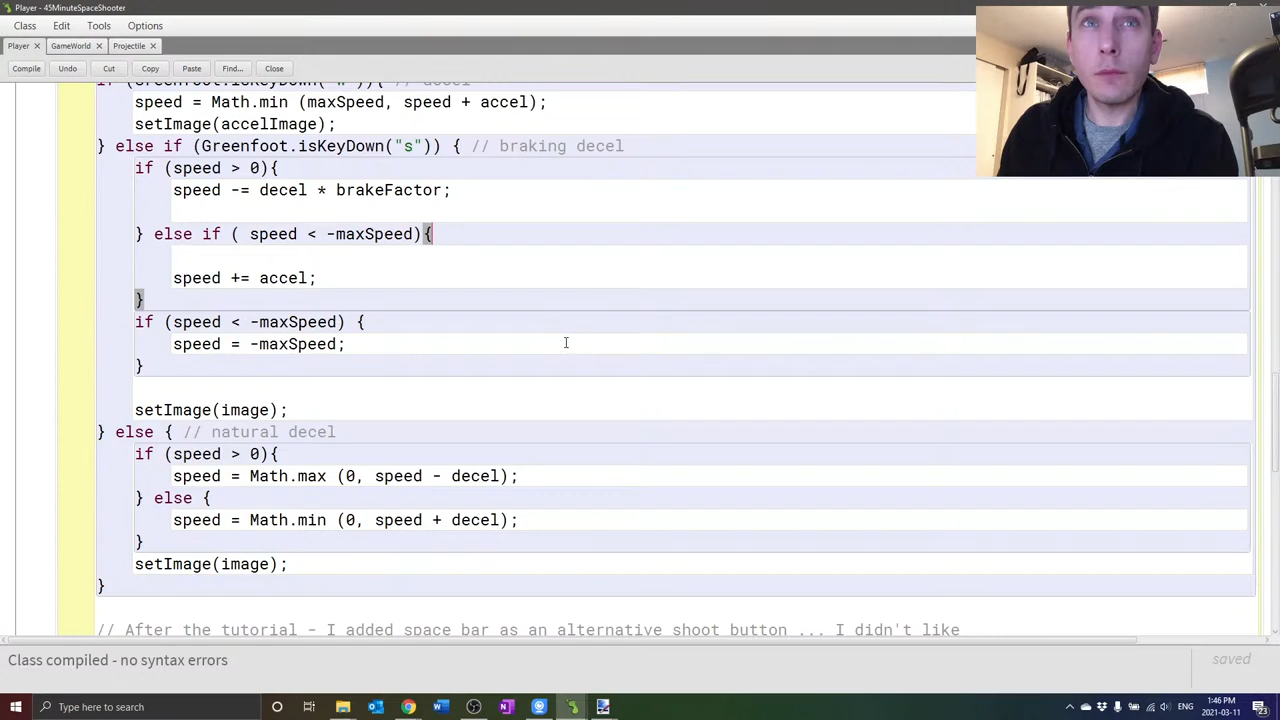 Player - 45MinuteSpaceShooter
Class Edit Tools Options
Player × GameWorld × Projectile ×
Compile Undo Cut Copy Paste Find... Close
if (Greenfoot.isKeyDown("w")){ // accel
speed = Math.min (maxSpeed, speed + accel);
setImage(accelImage);
} else if (Greenfoot.isKeyDown("s")) { // braking decel
if (speed > 0){
speed -= decel * brakeFactor;
} else if ( speed < -maxSpeed){
speed += accel;
}
if (speed < -maxSpeed) {
speed = -maxSpeed;
}
setImage(image);
} else { // natural decel
if (speed > 0){
speed = Math.max (0, speed - decel);
} else {
speed = Math.min (0, speed + decel);
}
setImage(image);
}
// After the tutorial - I added space bar as an alternative shoot button ... I didn't like
Class compiled - no syntax errors
saved
Type here to search
ENG
1:46 PM
2021-03-11
23